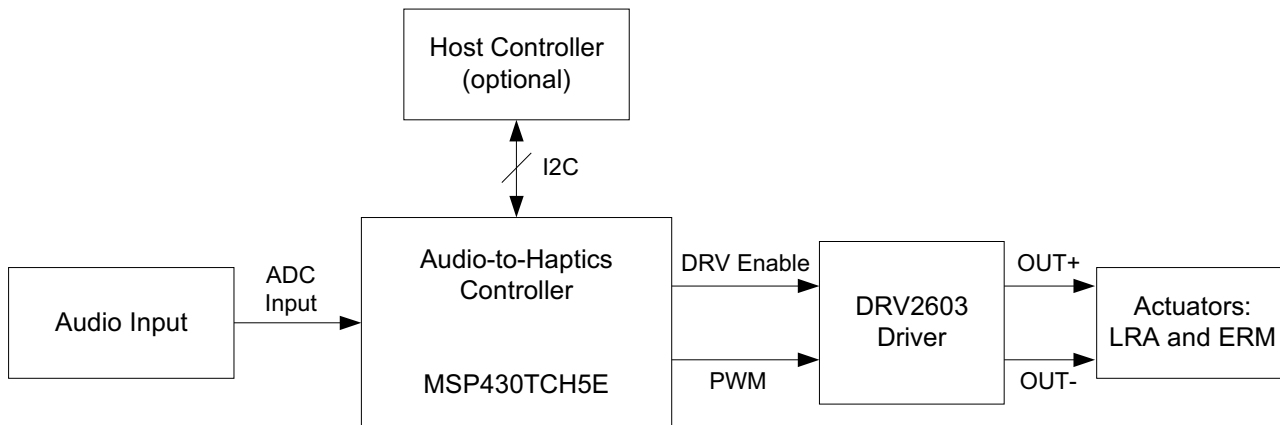 Host Controller
(optional)
I2C
Audio Input
ADC
Input
Audio-to-Haptics
Controller
MSP430TCH5E
DRV Enable
PWM
DRV2603
Driver
OUT+
OUT-
Actuators:
LRA and ERM